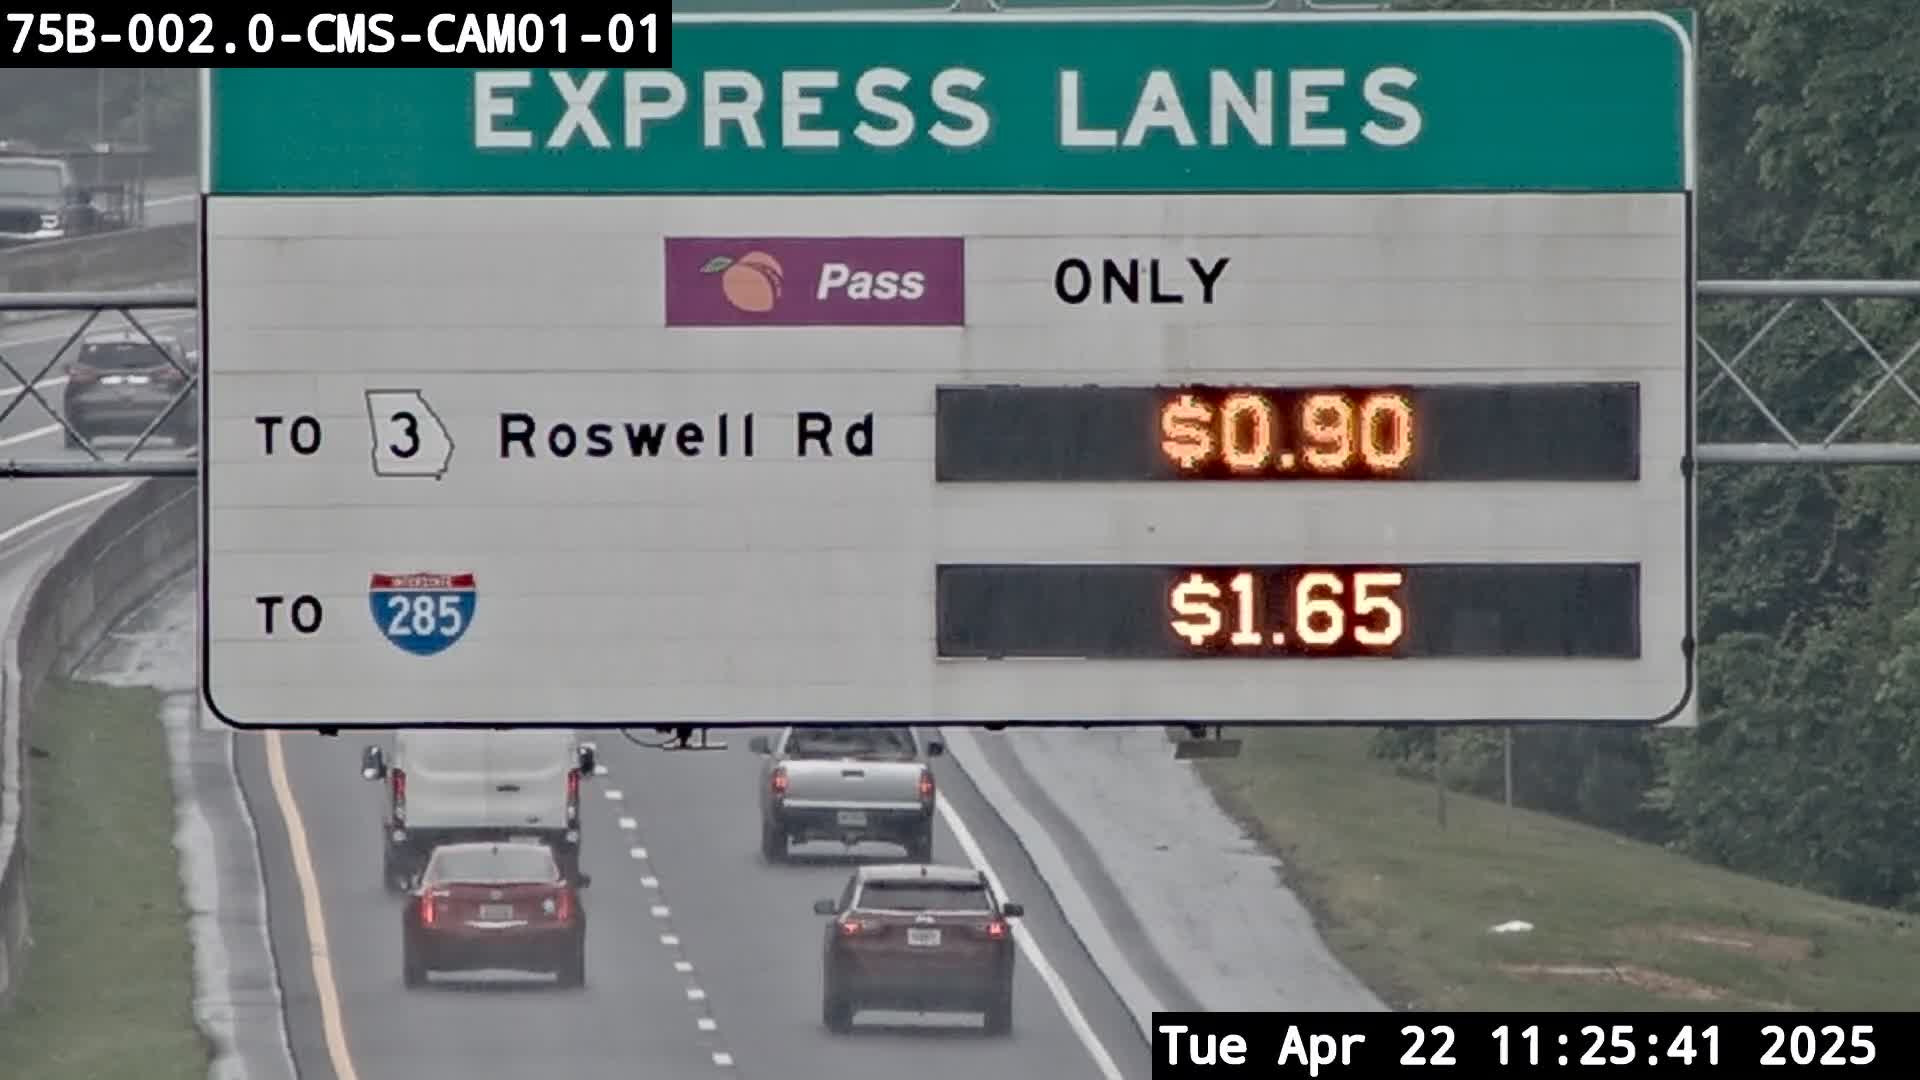 75B-002.0-CMS-CAM01-01
EXPRESS LANES
Pass ONLY
TO 3 Roswell Rd $0.90
TO INTERSTATE 285 $1.65
Tue Apr 22 11:25:41 2025